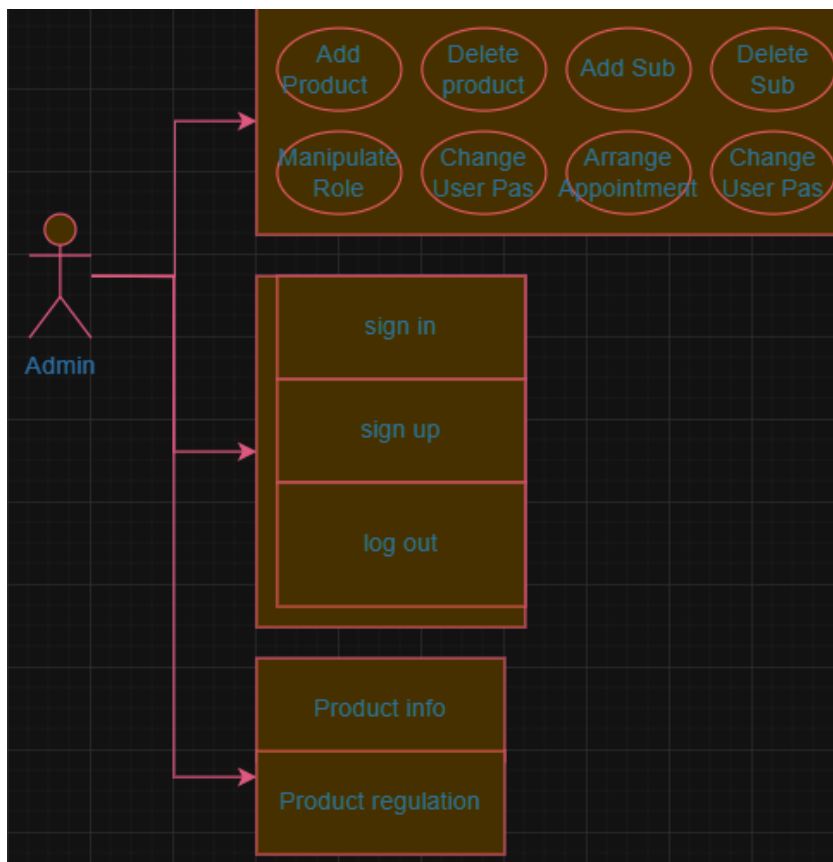 Add
Product
Delete
product
Add Sub
Delete
Sub
Manipulate
Role
Change
User Pas
Arrange
Appointment
Change
User Pas
Admin
sign in
sign up
log out
Product info
Product regulation